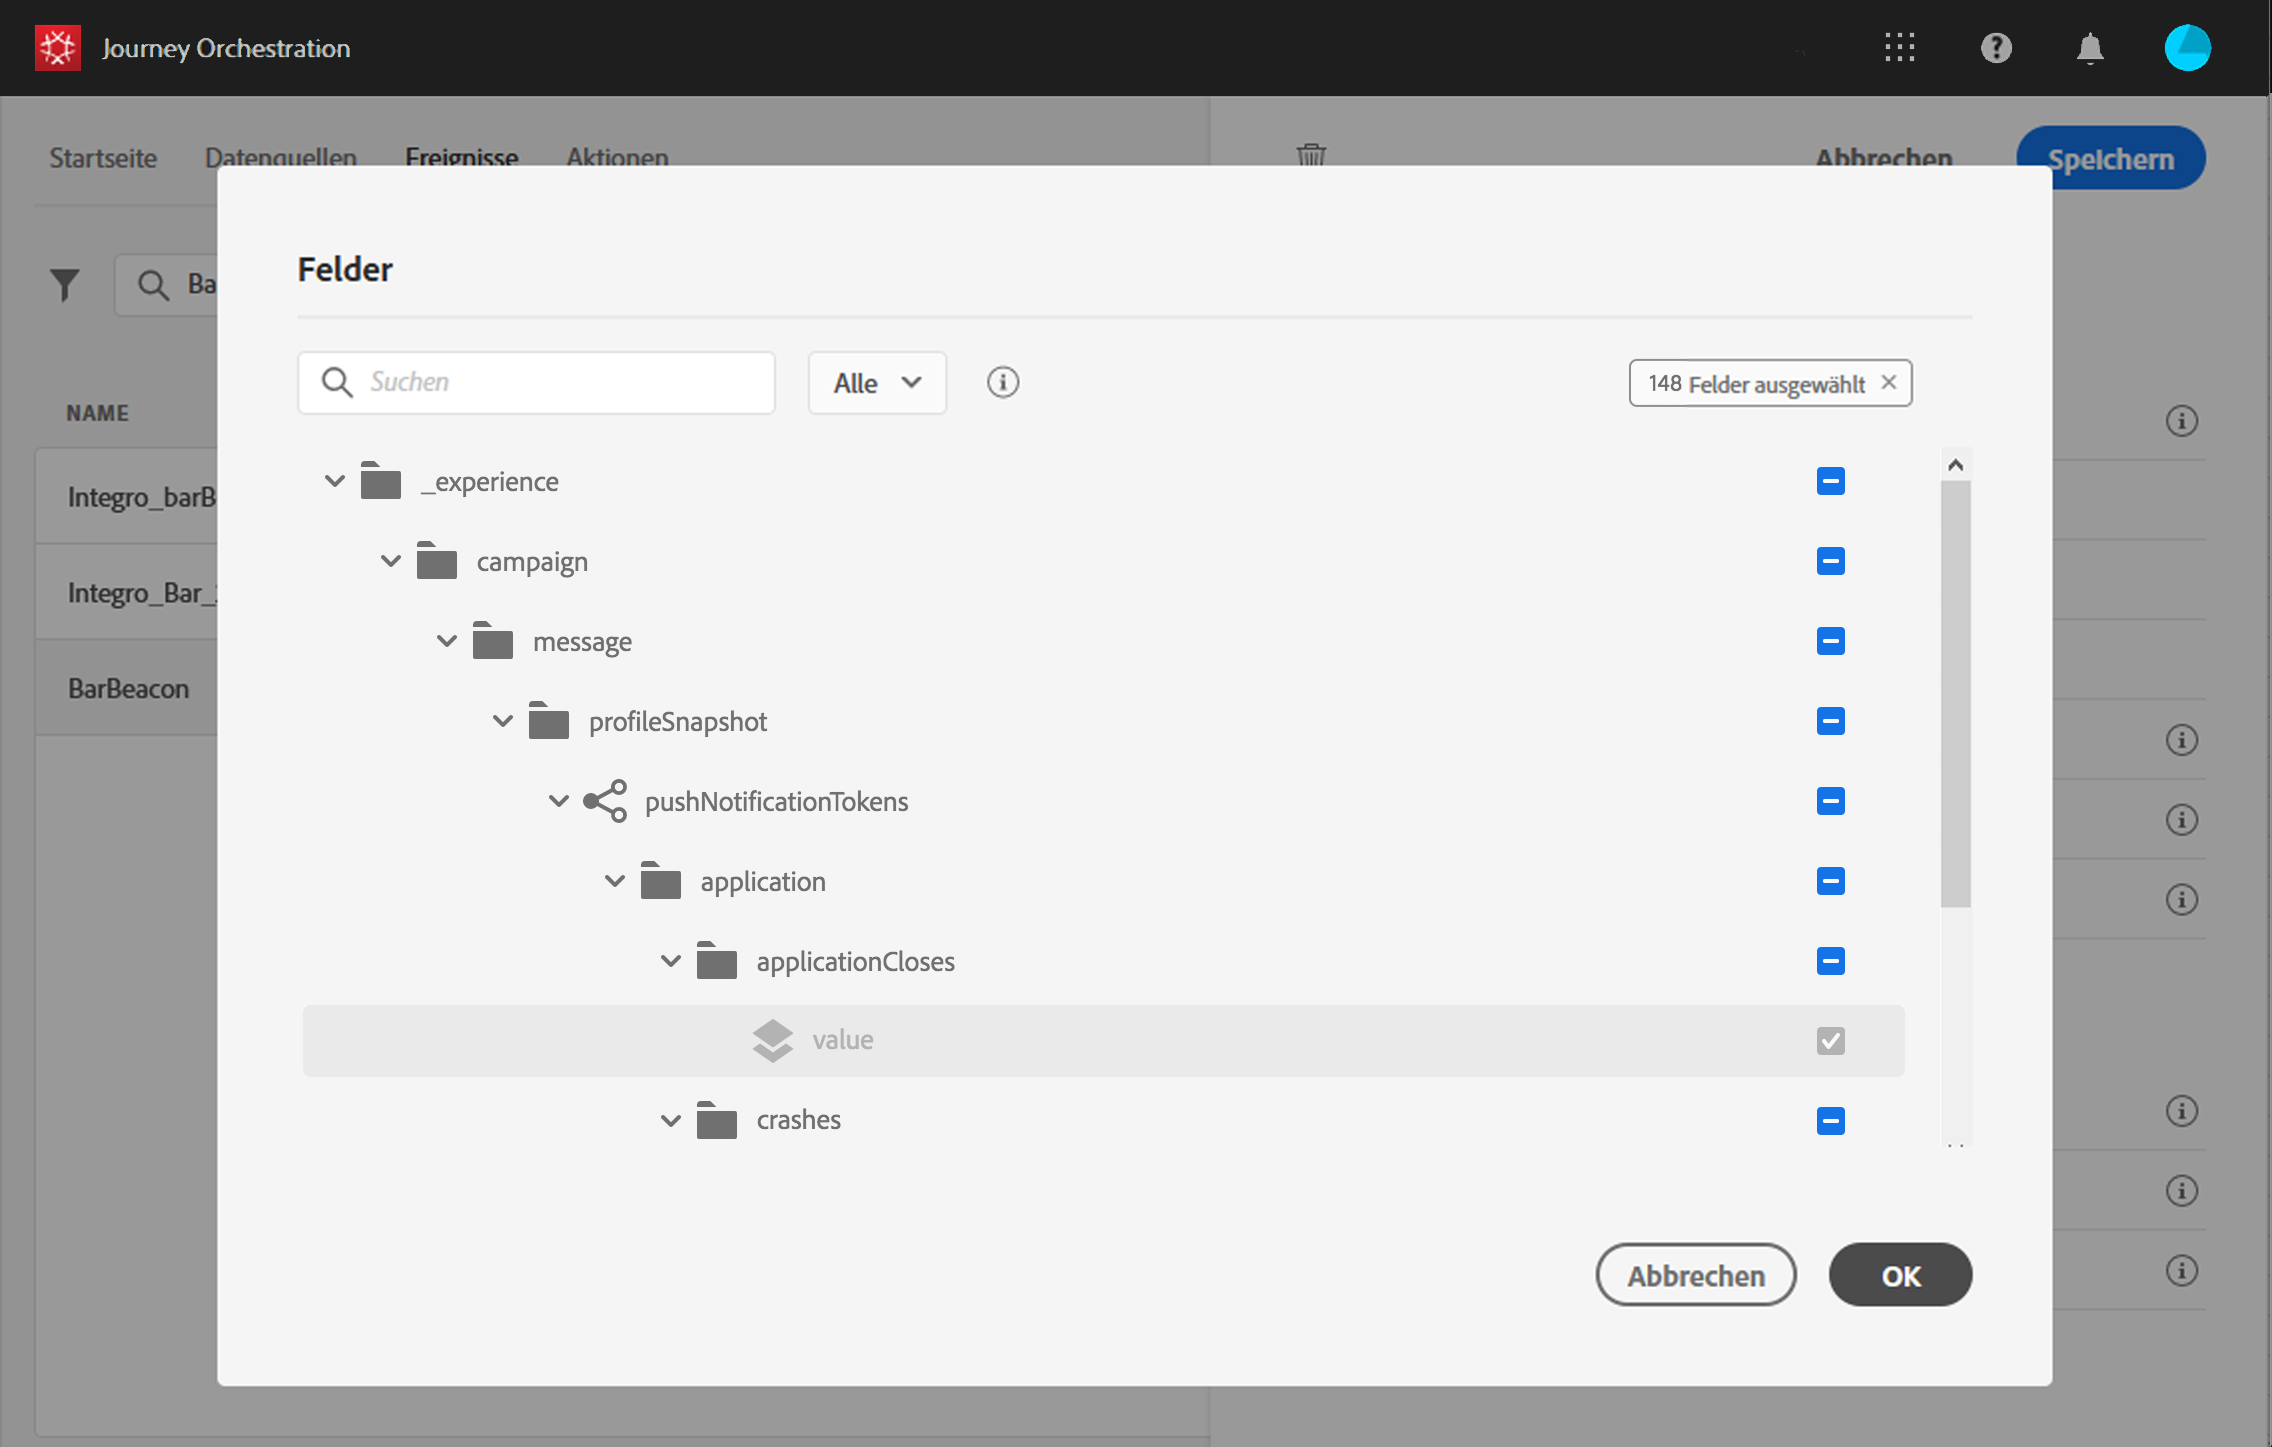 Journey Orchestration
Startseite Datenquellen Ereignisse Aktionen Abbrechen Speichern
Ba
Felder
Suchen Alle 148 Felder ausgewählt
NAME
_experience
Integro_barB
campaign
Integro_Bar_
message
BarBeacon
profileSnapshot
pushNotificationTokens
application
applicationCloses
value
crashes
Abbrechen OK